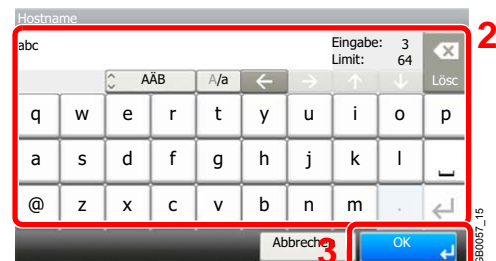 Hostname
abc
Eingabe: 3
Limit: 64
2
AÄB A/a Lösc
q w e r t y u i o p
a s d f g h j k l
@ z x c v b n m .
Abbrechen OK
3
GB0057_15